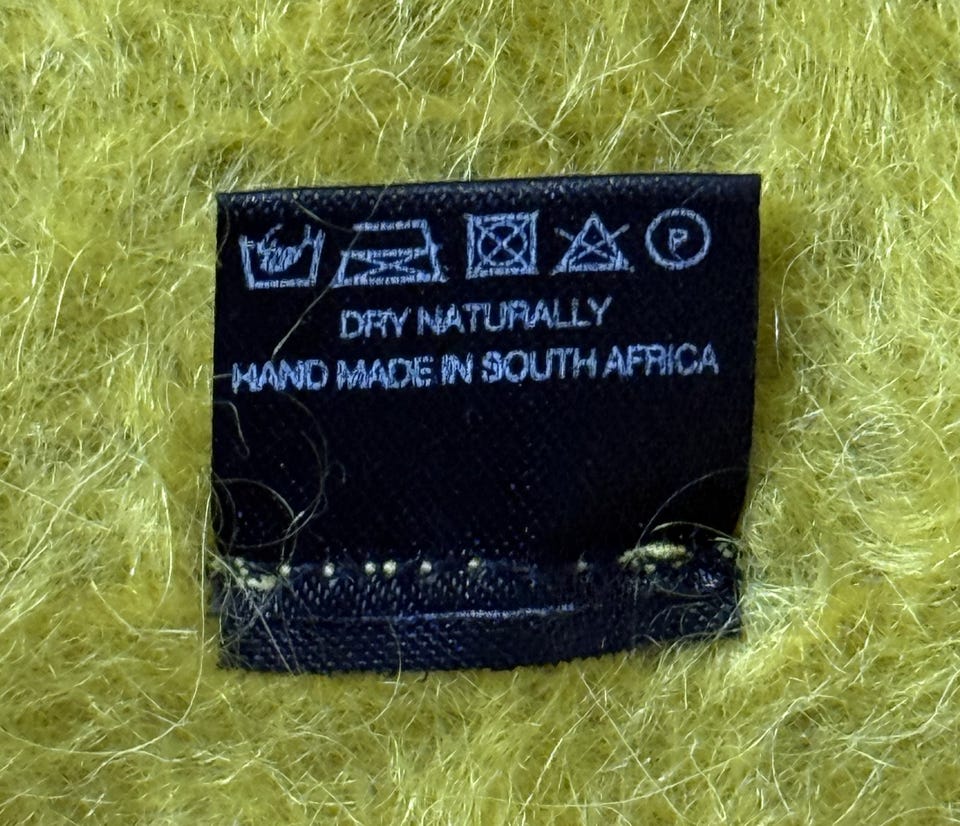 P
DRY NATURALLY
HAND MADE IN SOUTH AFRICA